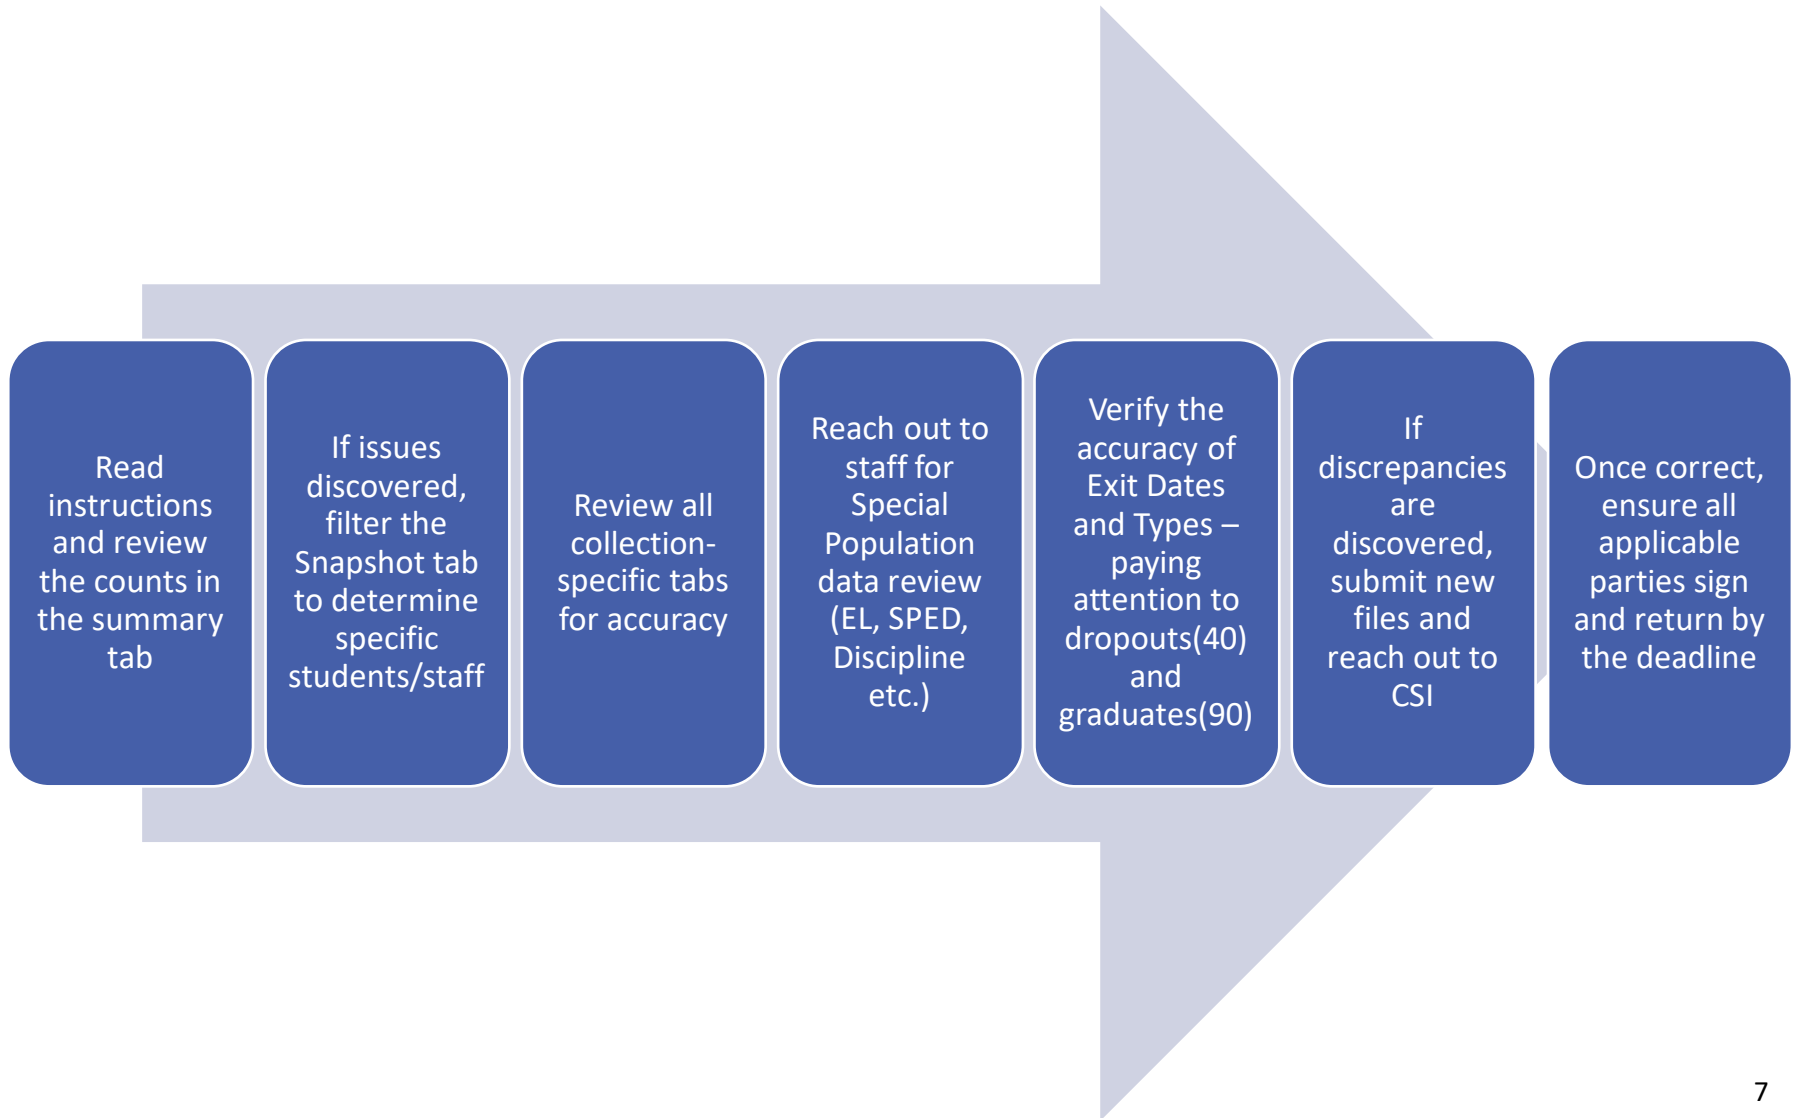 Read
instructions
and review
the counts in
the summary
tab
If issues
discovered,
filter the
Snapshot tab
to determine
specific
students/staff
Review all
collection-
specific tabs
for accuracy
Reach out to
staff for
Special
Population
data review
(EL, SPED,
Discipline
etc.)
Verify the
accuracy of
Exit Dates
and Types –
paying
attention to
dropouts(40)
and
graduates(90)
If
discrepancies
are
discovered,
submit new
files and
reach out to
CSI
Once correct,
ensure all
applicable
parties sign
and return by
the deadline
7